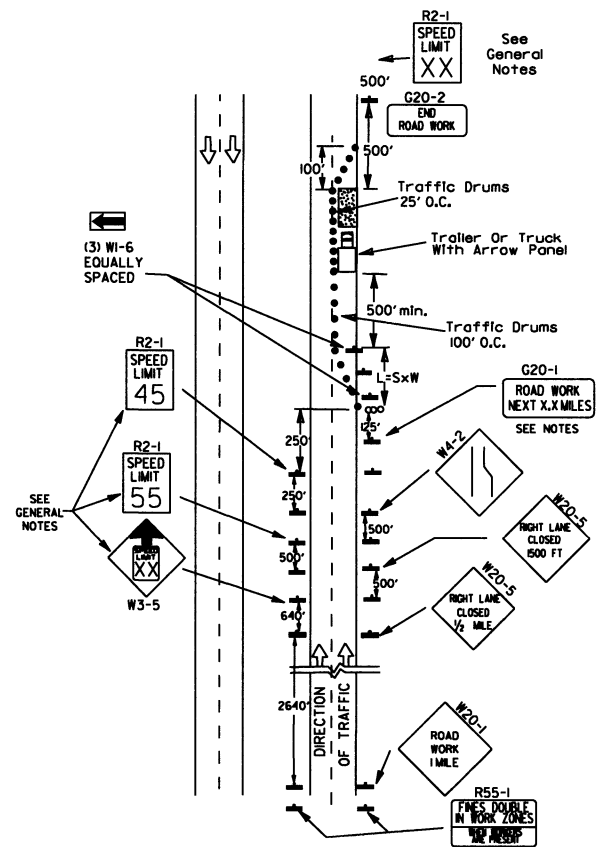 R2-1
SPEED
LIMIT
XX
See
General
Notes
500'
G20-2
END
ROAD WORK
100'
500'
Traffic Drums
25' O.C.
(3) W1-6
EQUALLY
SPACED
Trailer Or Truck
With Arrow Panel
500' min.
Traffic Drums
100' O.C.
L=SxW
R2-1
SPEED
LIMIT
45
G20-1
ROAD WORK
NEXT X.X MILES
SEE NOTES
125'
250'
250'
R2-1
SPEED
LIMIT
55
W4-2
500'
500'
SEE
GENERAL
NOTES
W20-5
RIGHT LANE
CLOSED
1500 FT
500'
SPEED
LIMIT
XX
W3-5
640'
W20-5
RIGHT LANE
CLOSED
1/2 MILE
2640'
DIRECTION
OF TRAFFIC
W20-1
ROAD
WORK
1 MILE
R55-1
FINES DOUBLE
IN WORK ZONES
WHEN WORKERS
ARE PRESENT